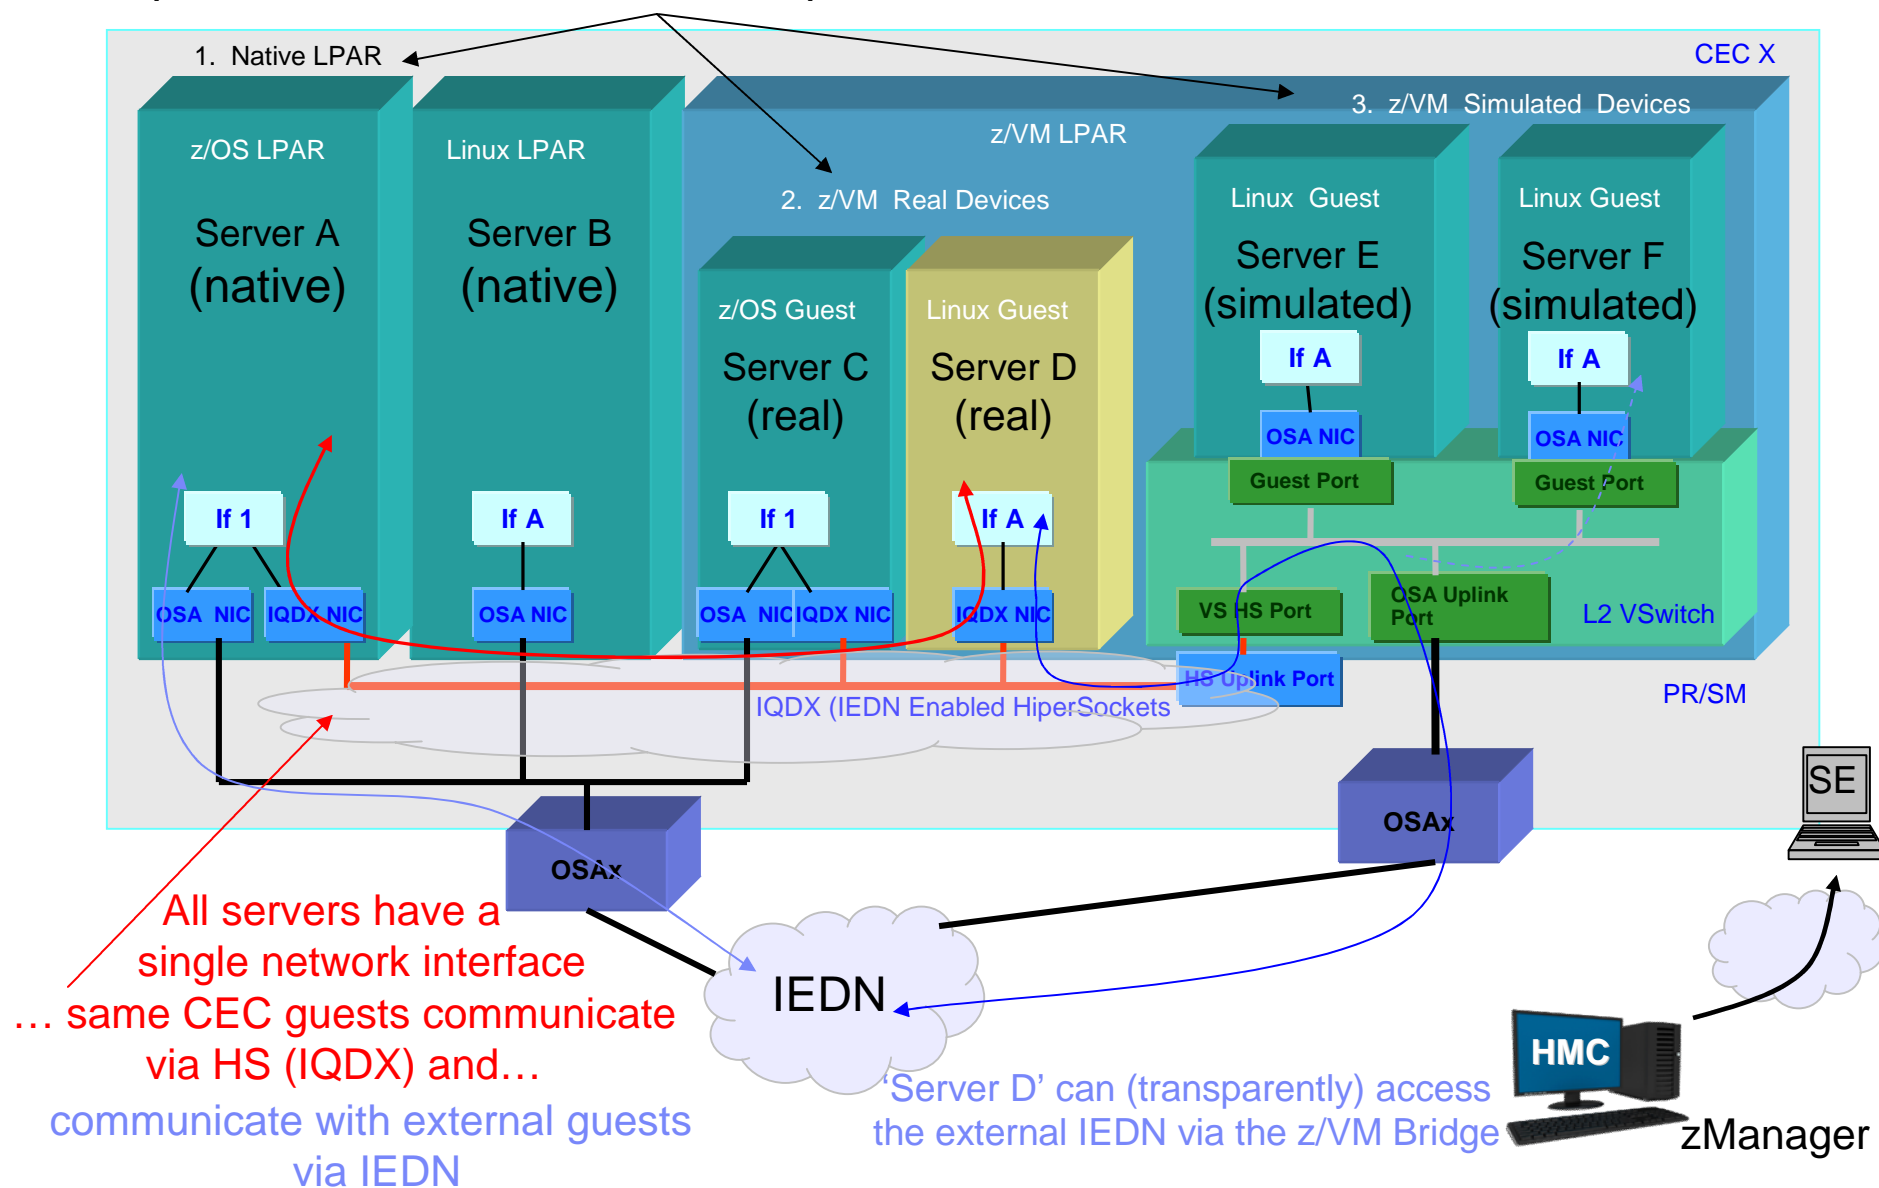 1. Native LPAR
CEC X
3. z/VM Simulated Devices
z/VM LPAR
z/OS LPAR
Linux LPAR
2. z/VM Real Devices
Linux Guest
Linux Guest
Server A
(native)
Server B
(native)
Server E
(simulated)
Server F
(simulated)
z/OS Guest
Linux Guest
Server C
(real)
Server D
(real)
If A
If A
OSA NIC
OSA NIC
Guest Port
Guest Port
If 1
If A
If 1
If A
OSA NIC
IQDX NIC
OSA NIC
OSA NIC
IQDX NIC
IQDX NIC
VS HS Port
OSA Uplink
Port
L2 VSwitch
HS Uplink Port
IQDX (IEDN Enabled HiperSockets
PR/SM
SE
OSAx
OSAx
All servers have a
single network interface
… same CEC guests communicate
via HS (IQDX) and…
communicate with external guests
via IEDN
IEDN
HMC
‘Server D’ can (transparently) access
the external IEDN via the z/VM Bridge
zManager